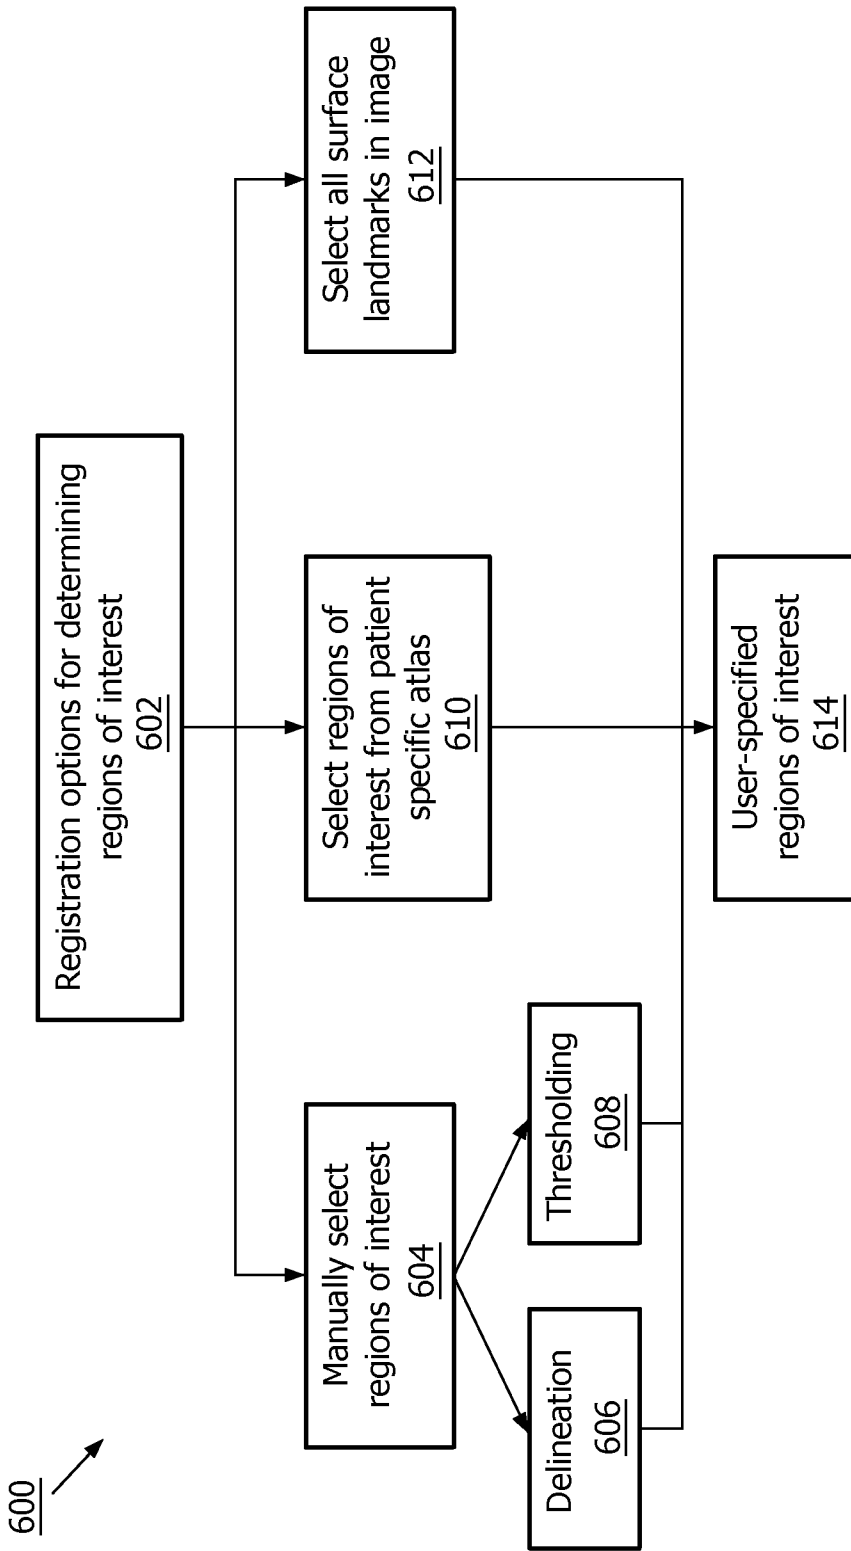 600
Registration options for determining
regions of interest
602
Manually select
regions of interest
604
Select regions of
interest from patient
specific atlas
610
Select all surface
landmarks in image
612
Delineation
606
Thresholding
608
User-specified
regions of interest
614